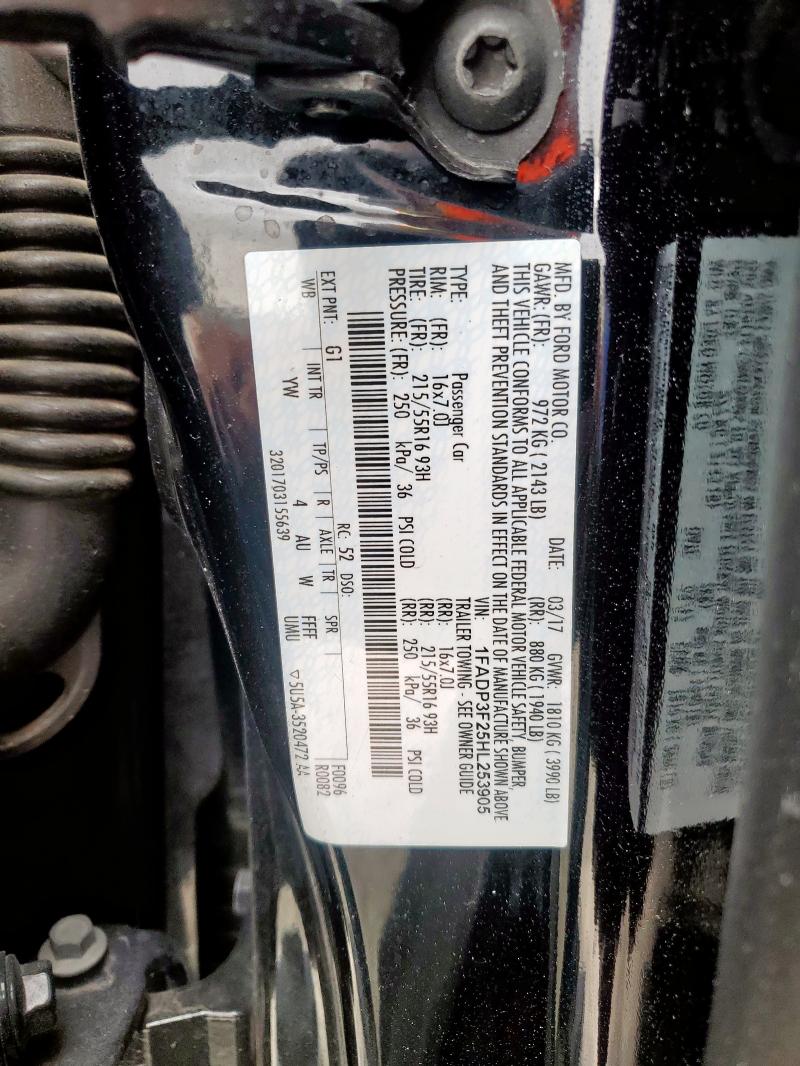 MFD. BY FORD MOTOR CO.
DATE: 03/17 GVWR: 1810 KG ( 3990 LB)
GAWR: (FR): 972 KG ( 2143 LB) (RR): 880 KG ( 1940 LB)
THIS VEHICLE CONFORMS TO ALL APPLICABLE FEDERAL MOTOR VEHICLE SAFETY, BUMPER,
AND THEFT PREVENTION STANDARDS IN EFFECT ON THE DATE OF MANUFACTURE SHOWN ABOVE
VIN: 1FADP3F25HL253905
TYPE: Passenger Car TRAILER TOWING - SEE OWNER GUIDE
RIM: (FR): 16x7.0J (RR): 16x7.0J
TIRE: (FR): 215/55R16 93H (RR): 215/55R16 93H
PRESSURE: (FR): 250 kPa/ 36 PSI COLD (RR): 250 kPa/ 36 PSI COLD
F0096
R0082
EXT PNT: G1 RC: 52 DSO:
WB INT TR TP/PS R AXLE TR SPR
YW 4 AU W FFFF UMU
3201703155639 ▽5U5A-3520472 AA